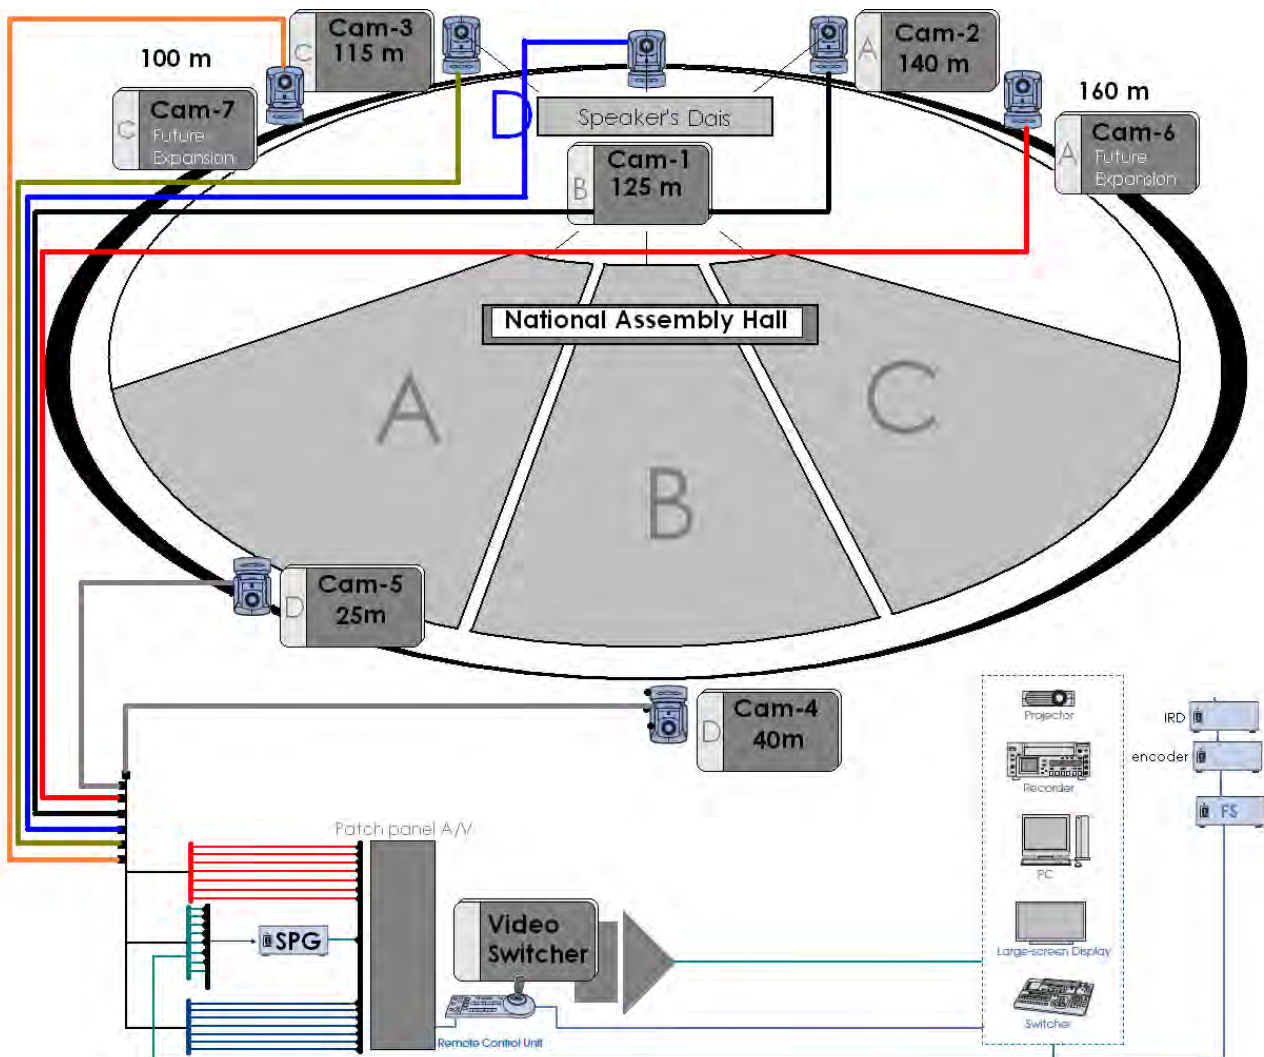 C
Cam-3
115 m
A
Cam-2
140 m
100 m
160 m
C
Cam-7
Future
Expansion
D
Speaker's Dais
A
Cam-6
Future
Expansion
B
Cam-1
125 m
National Assembly Hall
A
B
C
D
Cam-5
25m
D
Cam-4
40m
Projector
IRD
encoder
Recorder
FS
Patch panel A/V
PC
Video
Switcher
SPG
Large-screen Display
Switcher
Remote Control Unit